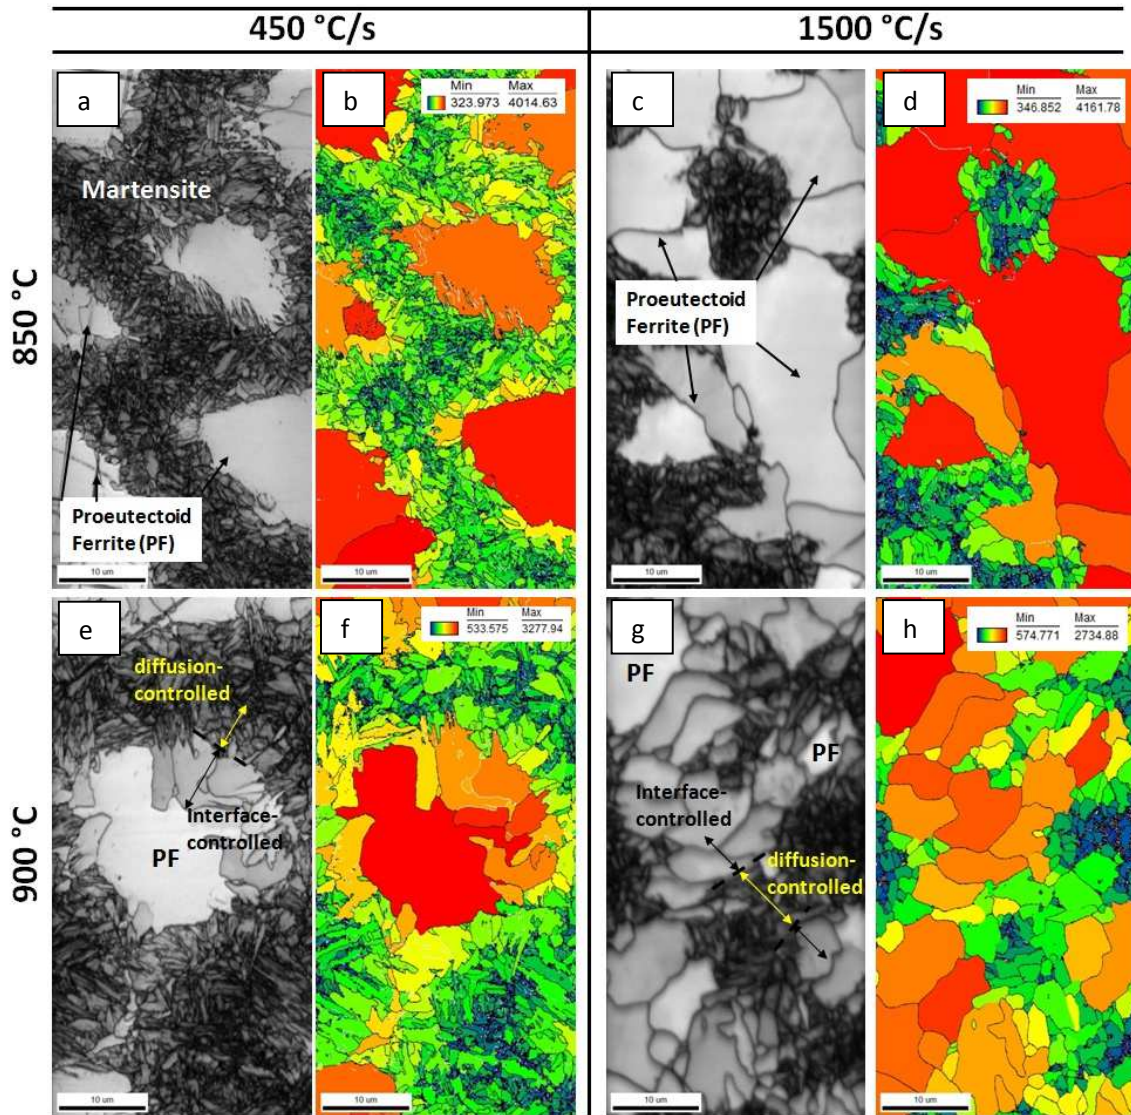 450 °C/s
1500 °C/s
850 °C
a
Martensite
Proeutectoid
Ferrite (PF)
10 um
b
Min Max
323.973 4014.63
c
Proeutectoid
Ferrite (PF)
10 um
d
Min Max
346.852 4161.78
10 um
10 um
900 °C
e
diffusion-
controlled
Interface-
controlled
PF
10 um
f
Min Max
533.575 3277.94
10 um
g
PF
PF
Interface-
controlled
diffusion-
controlled
10 um
h
Min Max
574.771 2734.88
10 um